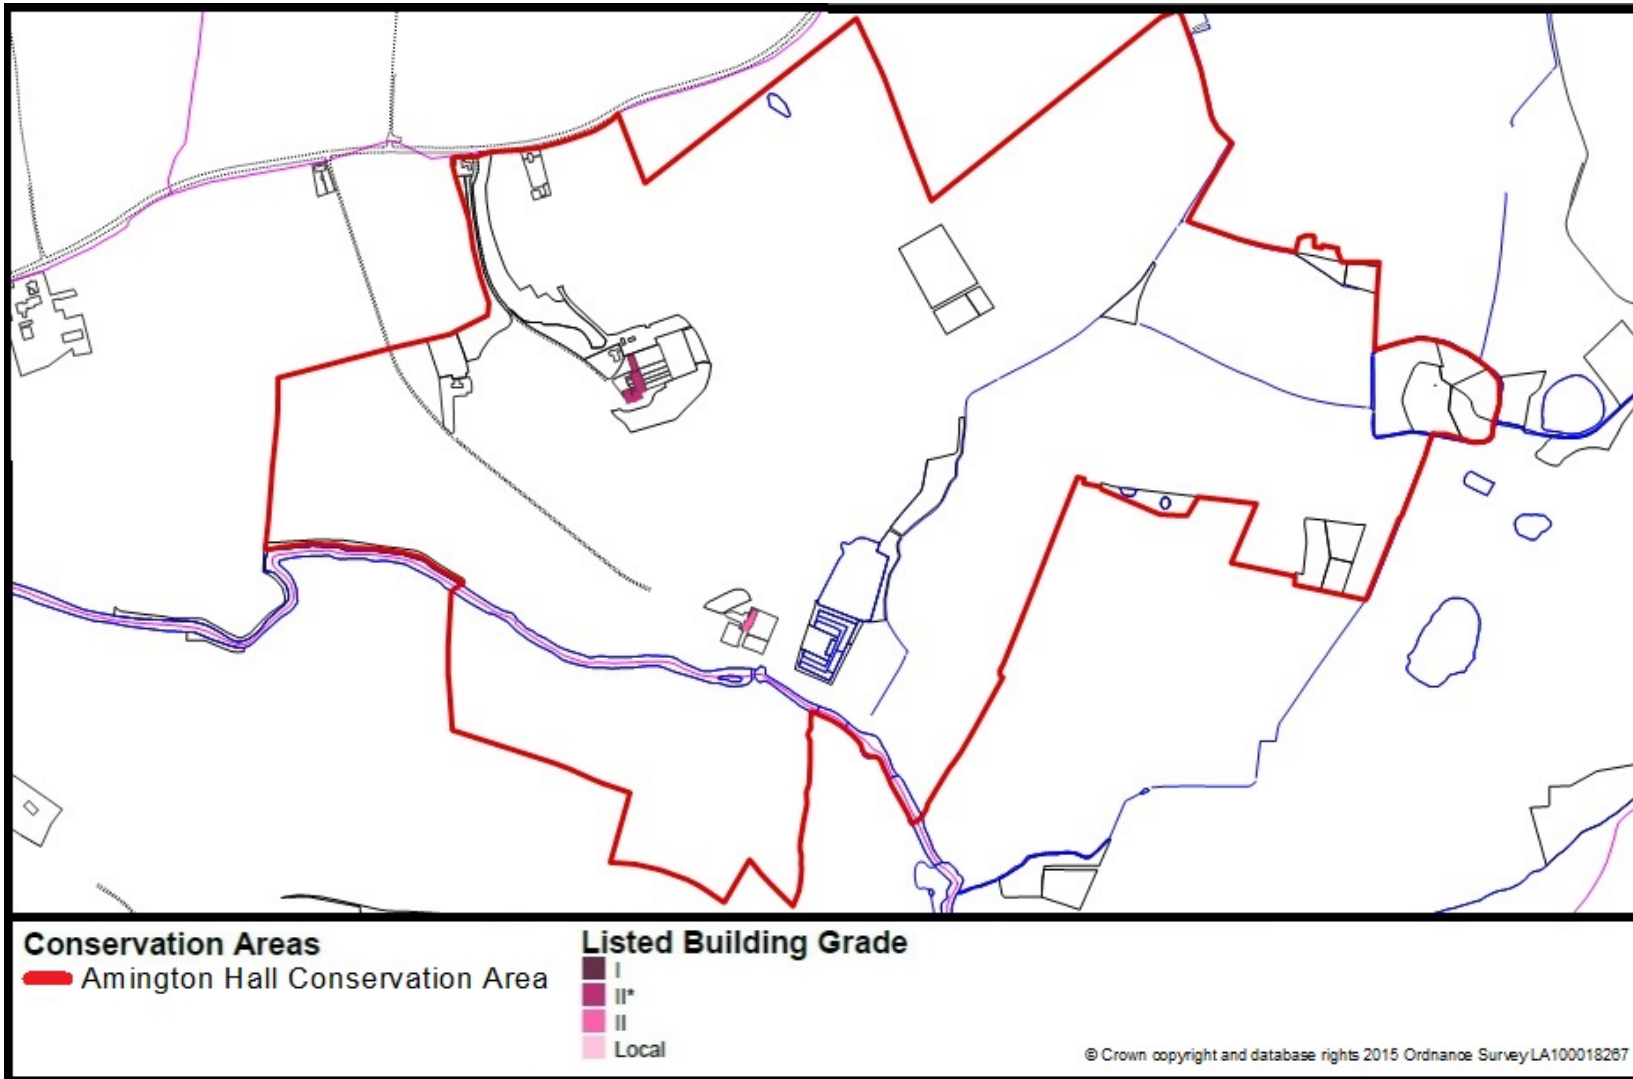 Conservation Areas
Amington Hall Conservation Area
Listed Building Grade
I
II*
II
Local
© Crown copyright and database rights 2015 Ordnance Survey LA100018267